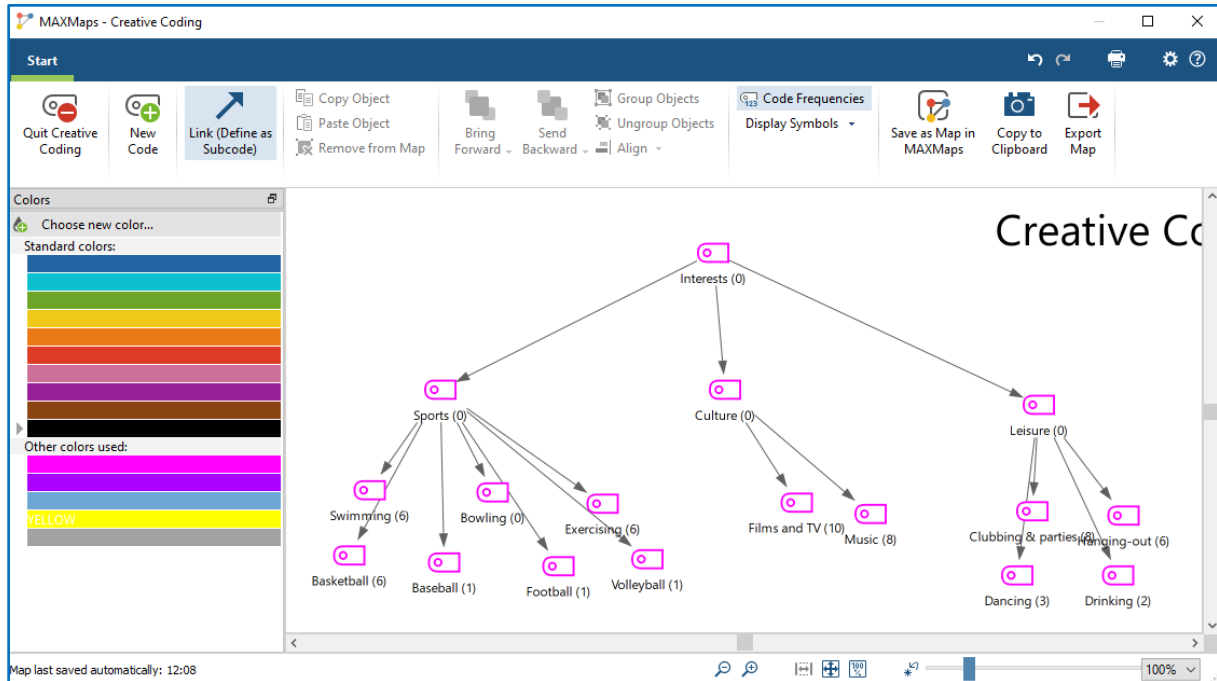 MAXMaps - Creative Coding
Start
Quit Creative
Coding
New
Code
Link (Define as
Subcode)
Copy Object
Paste Object
Remove from Map
Bring
Forward
Send
Backward
Group Objects
Ungroup Objects
Align
123
Code Frequencies
Display Symbols
Save as Map in
MAXMaps
Copy to
Clipboard
Export
Map
Colors
Choose new color...
Standard colors:
Other colors used:
YELLOW
Creative Co
Interests (0)
Sports (0)
Culture (0)
Leisure (0)
Swimming (6)
Bowling (0)
Exercising (6)
Films and TV (10)
Music (8)
Clubbing & parties (8)
Hanging-out (6)
Basketball (6)
Baseball (1)
Football (1)
Volleyball (1)
Dancing (3)
Drinking (2)
Map last saved automatically: 12:08
100
%
100%